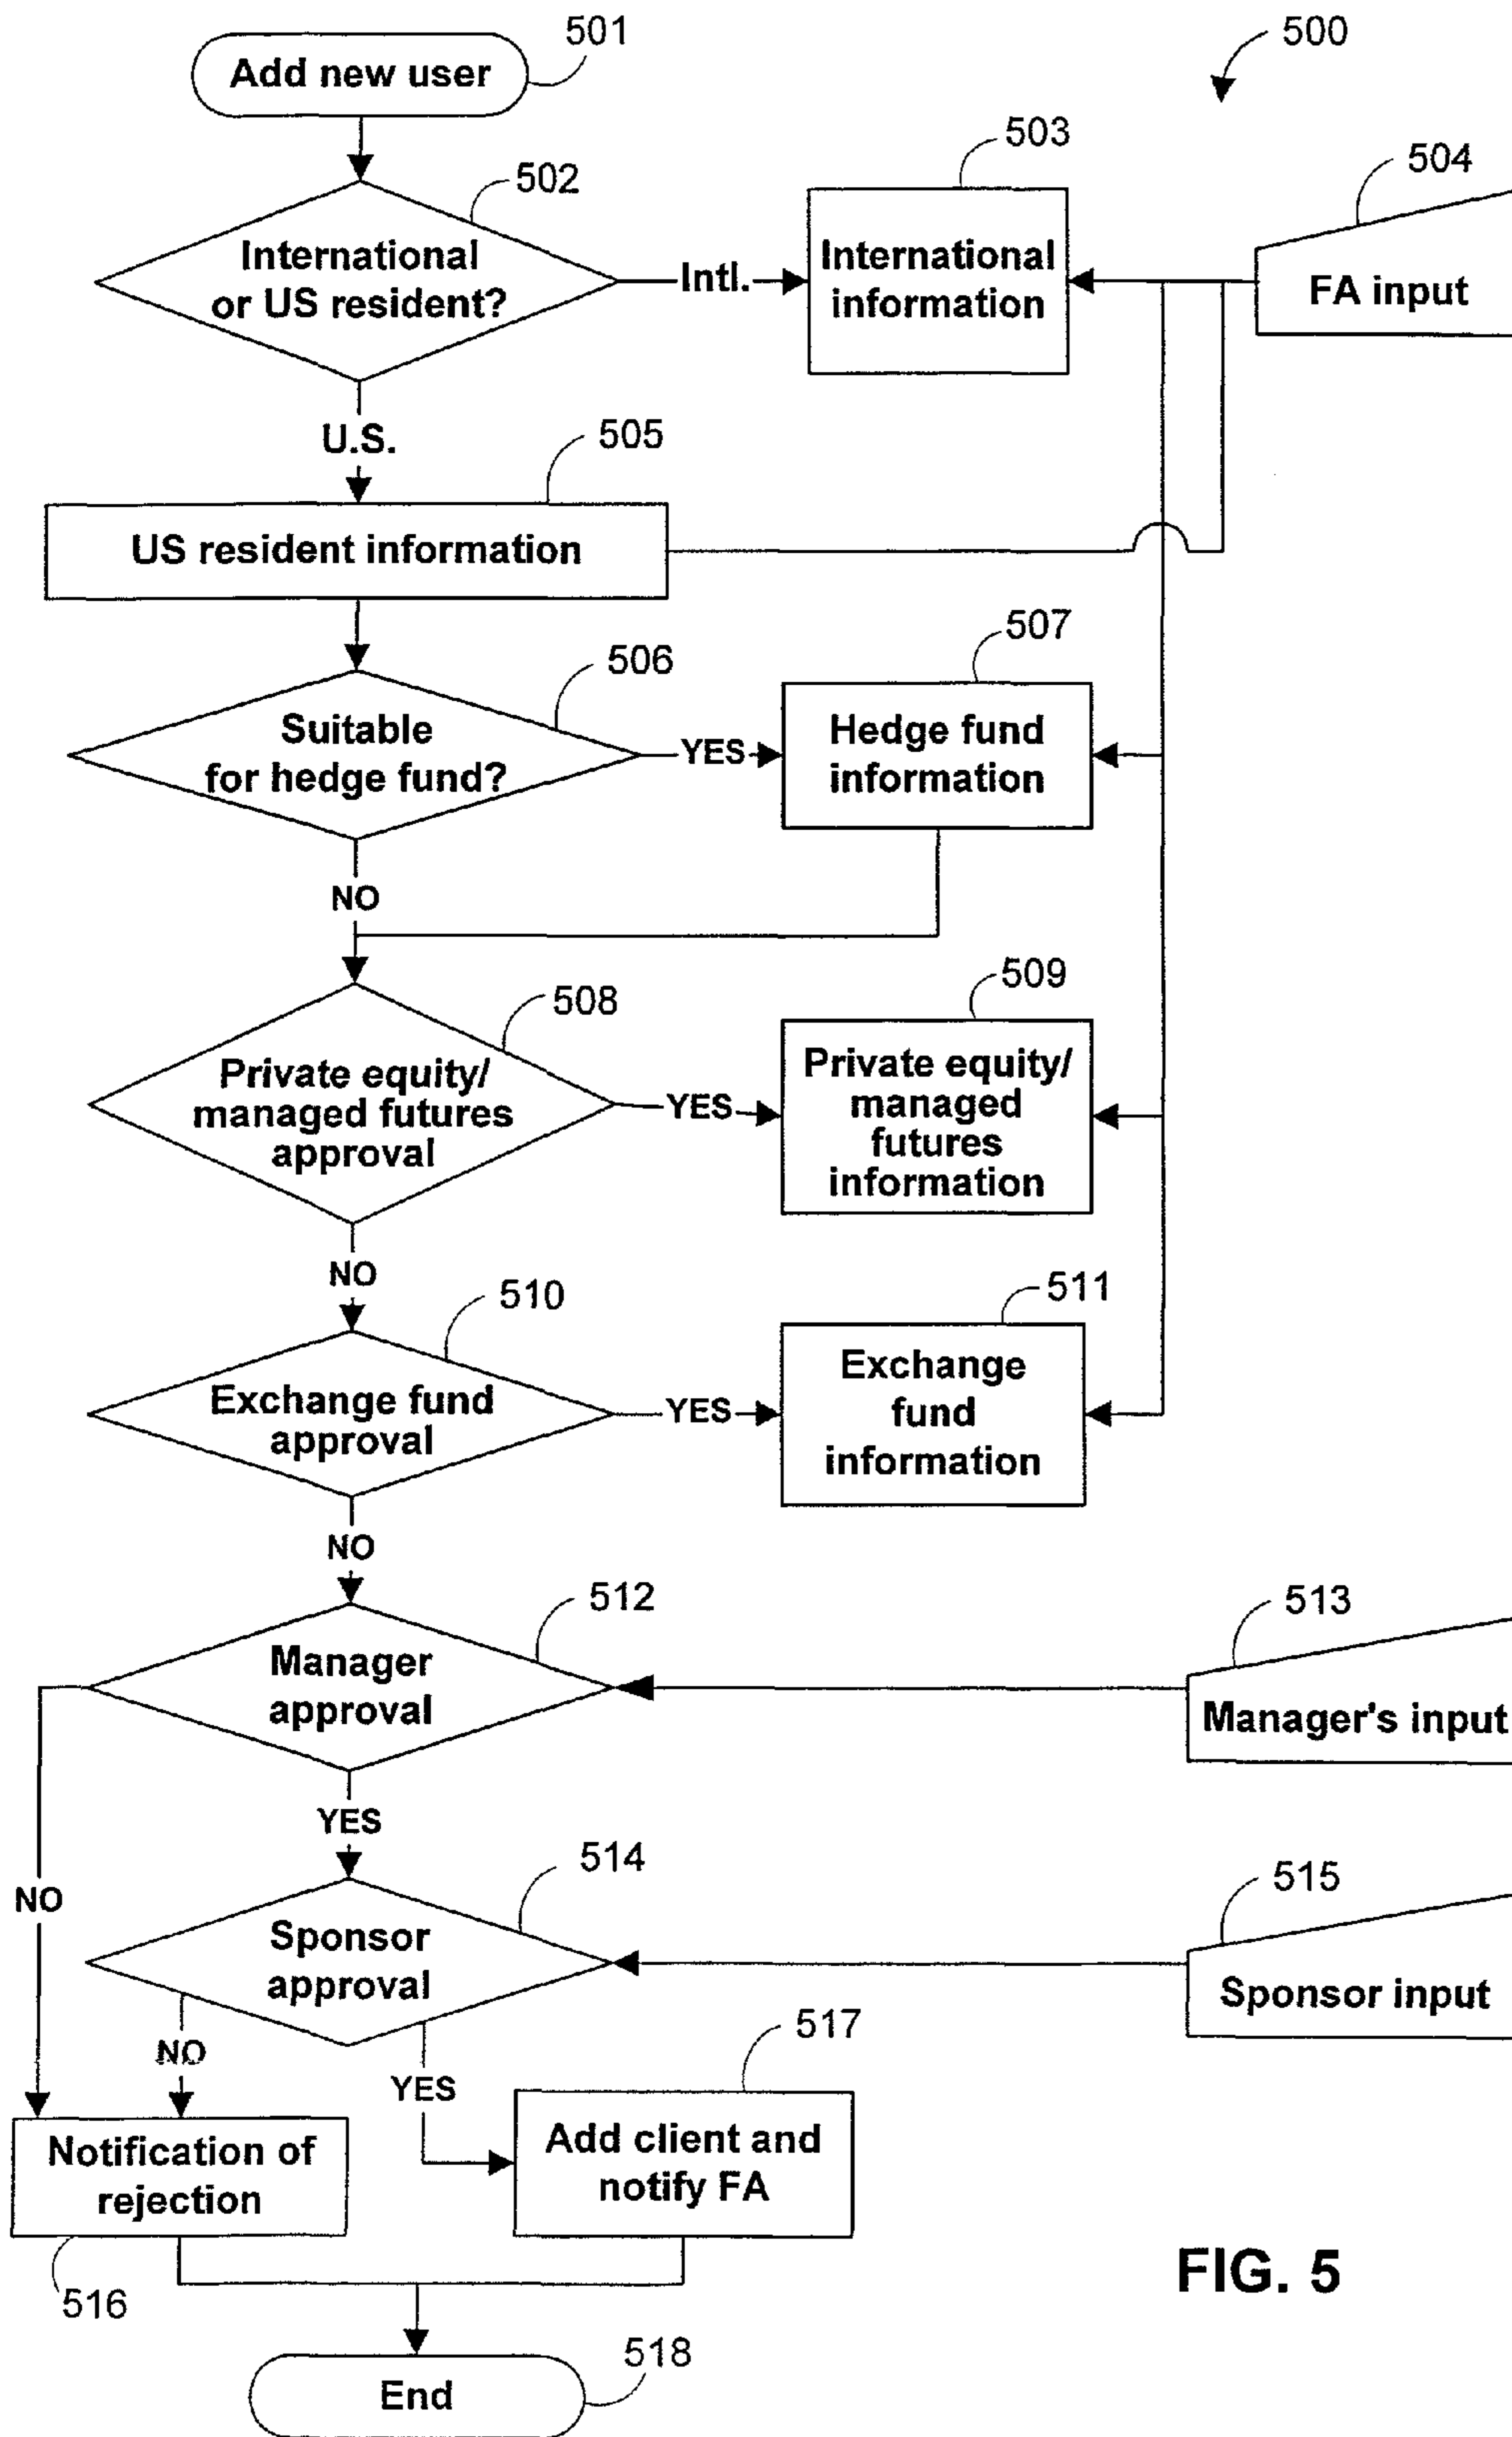 501
Add new user
500
503
504
502
International
or US resident?
Intl.
International
information
FA input
U.S.
505
US resident information
507
506
Suitable
for hedge fund?
YES
Hedge fund
information
NO
509
508
Private equity/
managed futures
approval
YES
Private equity/
managed
futures
information
NO
511
510
Exchange fund
approval
YES
Exchange
fund
information
NO
512
513
Manager
approval
Manager's input
YES
514
515
NO
Sponsor
approval
Sponsor input
517
NO
YES
Notification of
rejection
Add client and
notify FA
516
FIG. 5
518
End